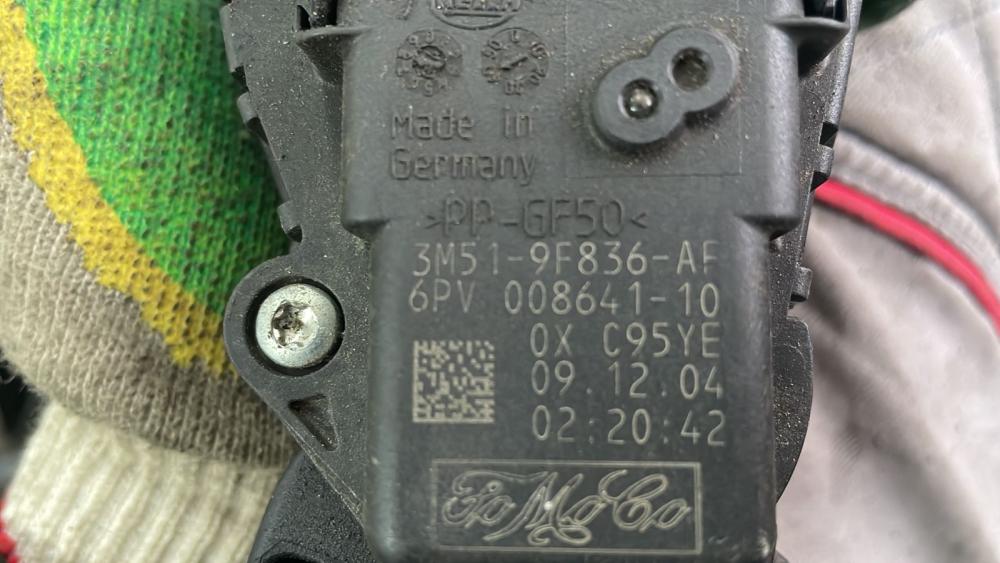 HELLA
Made in
Germany
>PP-GF50<
3M51-9F836-AF
6PV 008641-10
0X C95YE
09.12.04
02:20:42
FoMoCo